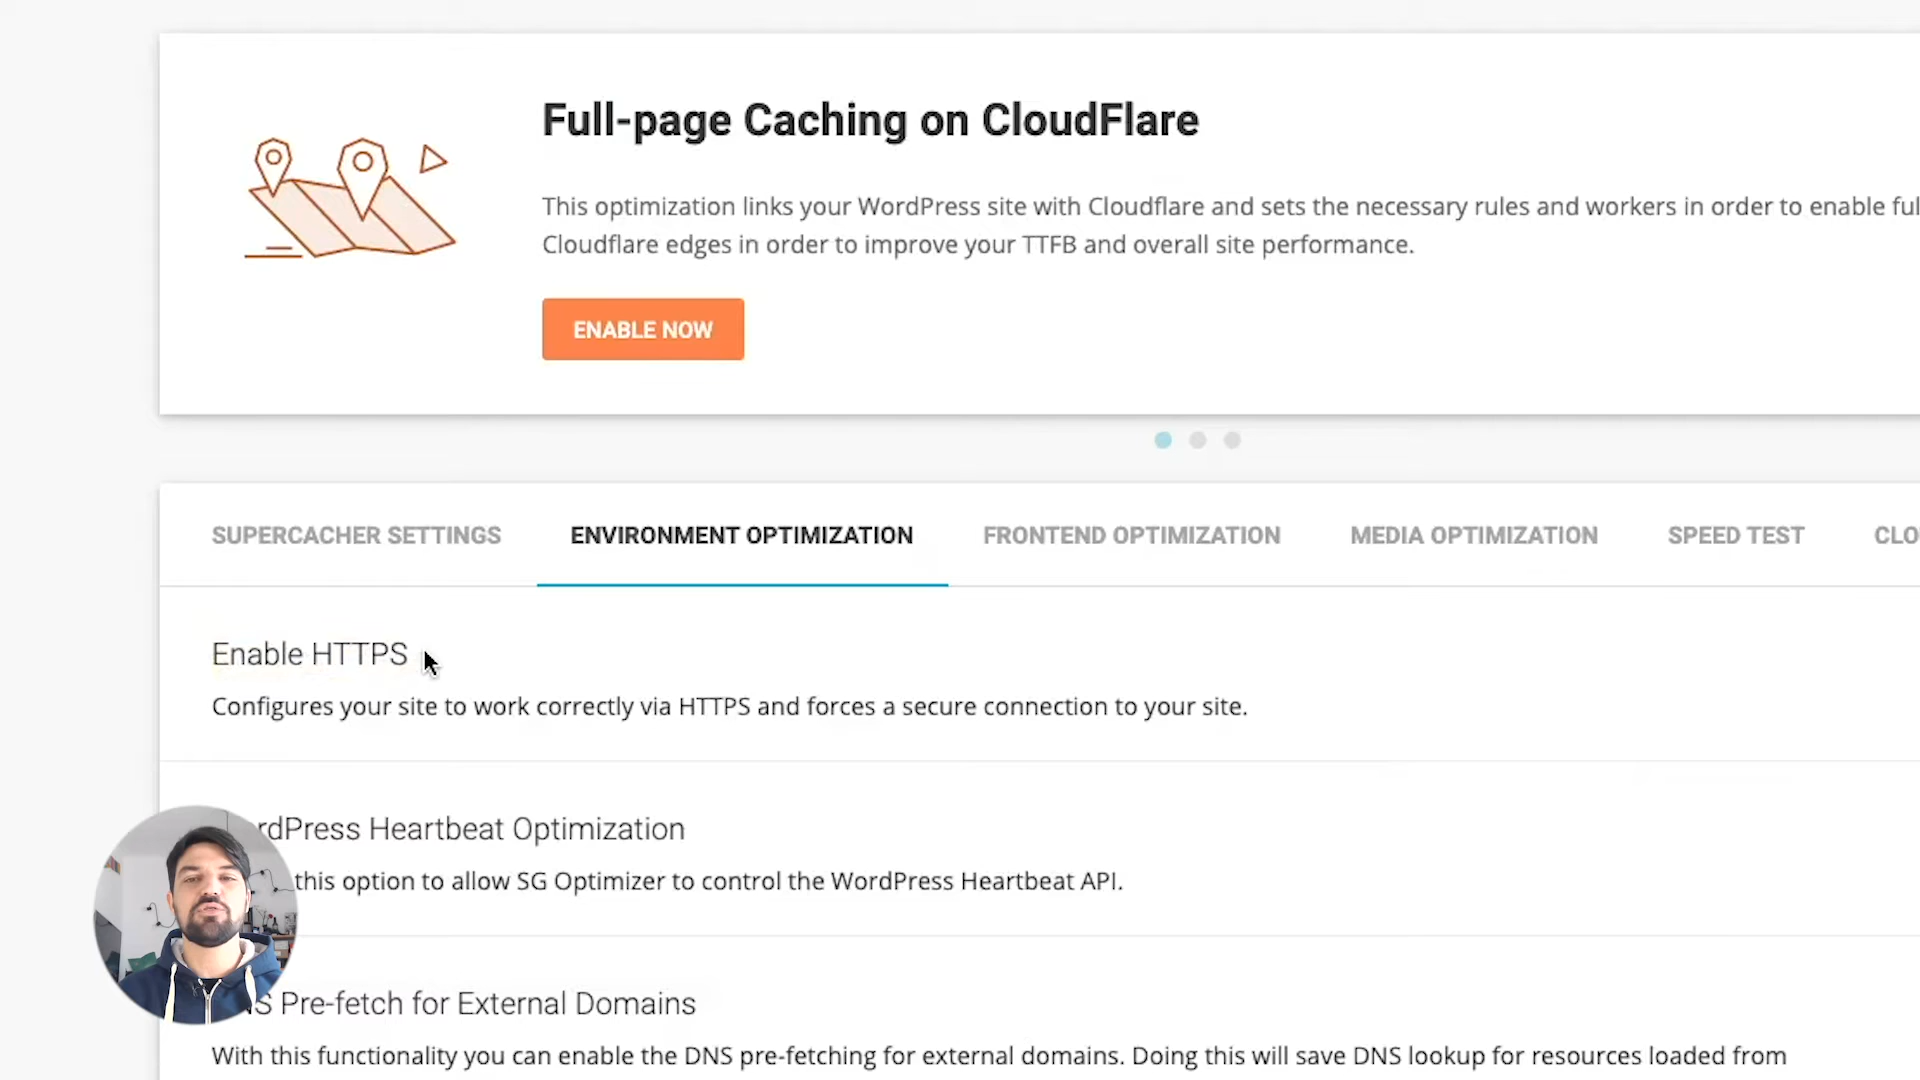 Full-page Caching on CloudFlare
This optimization links your WordPress site with Cloudflare and sets the necessary rules and workers in order to enable
Cloudflare edges in order to improve your TTFB and overall site performance.
ENABLE NOW
SUPERCACHER SETTINGS ENVIRONMENT OPTIMIZATION FRONTEND OPTIMIZATION MEDIA OPTIMIZATION SPEED TEST
Enable HTTPS
Configures your site to work correctly via HTTPS and forces a secure connection to your site.
Heartbeat Optimization
this option to allow SG Optimizer to control the WordPress Heartbeat API.
Pre-fetch for External Domains
With this functionality you can enable the DNS pre-fetching for external domains. Doing this will save DNS lookup for resources loaded from